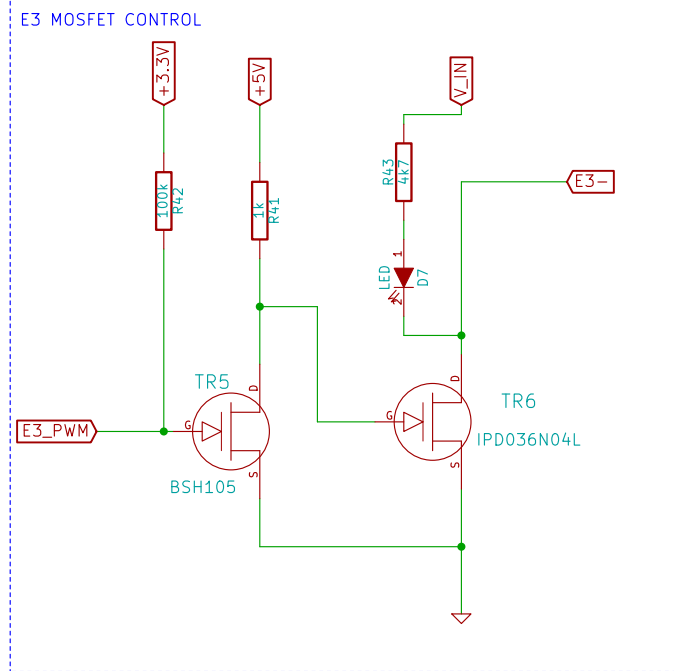 E3 MOSFET CONTROL
+3.3V
+5V
V_IN
100k
R42
1k
R41
R43
4k7
E3-
1
LED
D7
2
TR5
D
G
S
E3_PWM
BSH105
D
TR6
G
IPD036N04L
S